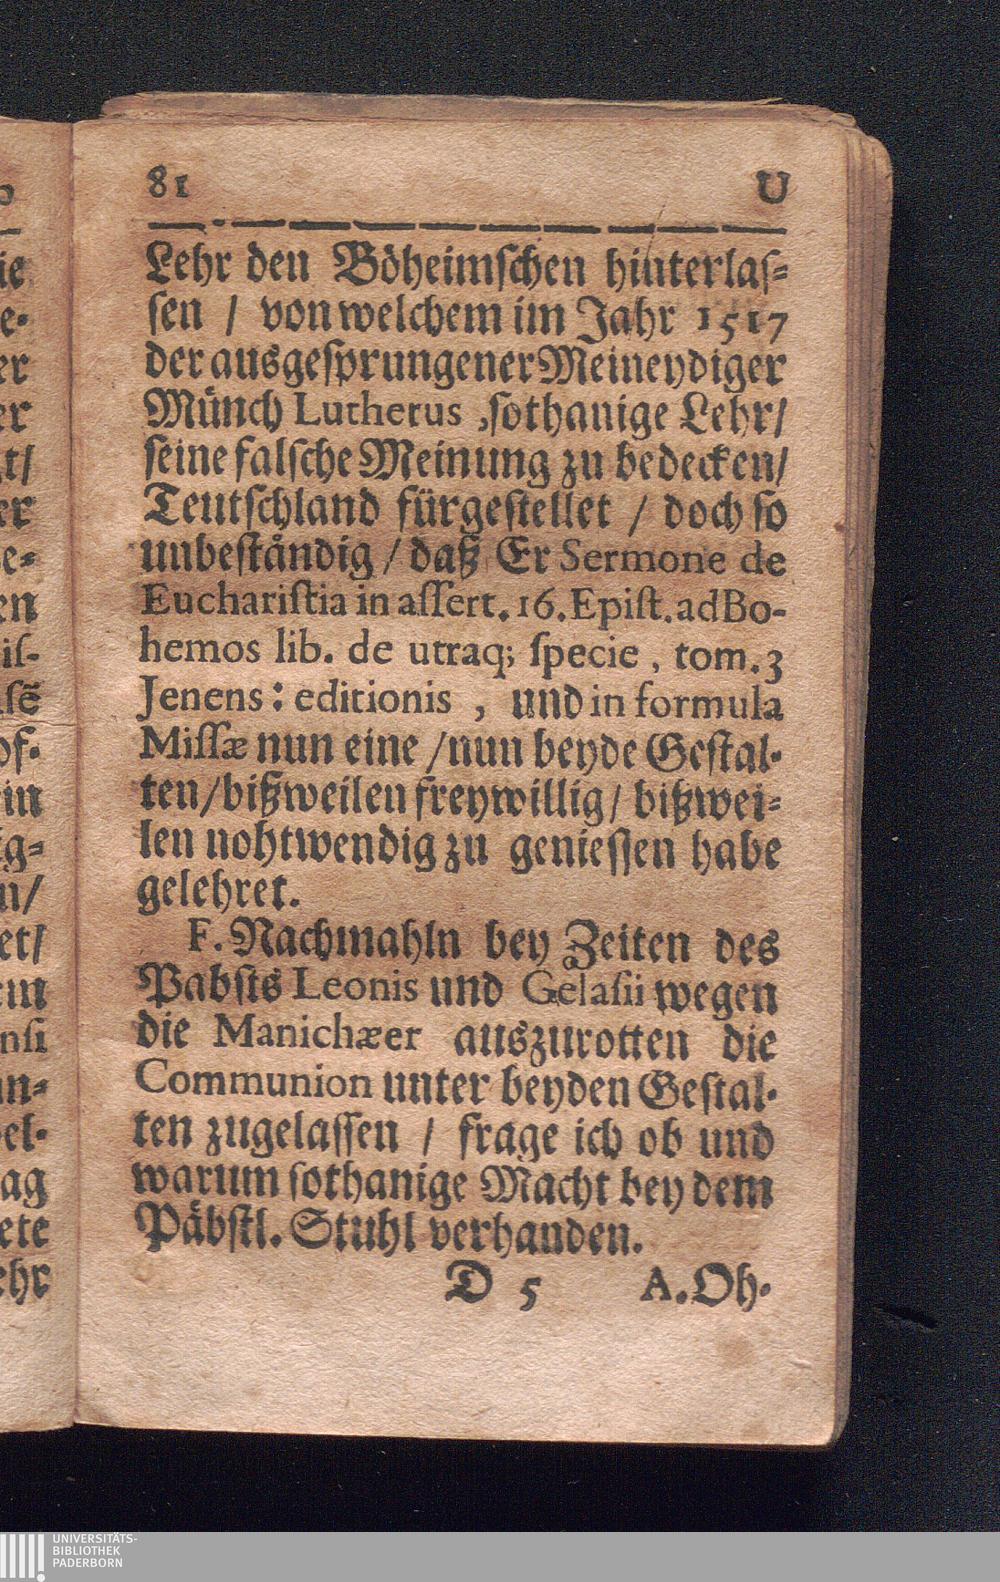 81 U
Lehr den Böheimschen hinterlas-
sen / von welchem im Jahr 1517
der ausgesprungener Meineydiger
Münch Lutherus, sothanige Lehr/
seine falsche Meinung zu bedecken/
Teutschland fürgestellet / doch so
unbeständig / daß Er Sermone de
Eucharistia in assert. 16. Epist. ad Bo-
hemos lib. de utraq; specie, tom. 3
Jenens: editionis, und in formula
Missæ nun eine / nun beyde Gestal-
ten / bißweilen freywillig / bißwei-
len nohtwendig zu geniessen habe
gelehret.
F. Nachmahln bey Zeiten des
Pabsts Leonis und Gelasii wegen
die Manichæer auszurotten die
Communion unter beyden Gestal-
ten zugelassen / frage ich ob und
warum sothanige Macht bey dem
Päbstl. Stuhl verhanden.
D 5 A. Oh-
UNIVERSITÄTS-
BIBLIOTHEK
PADERBORN